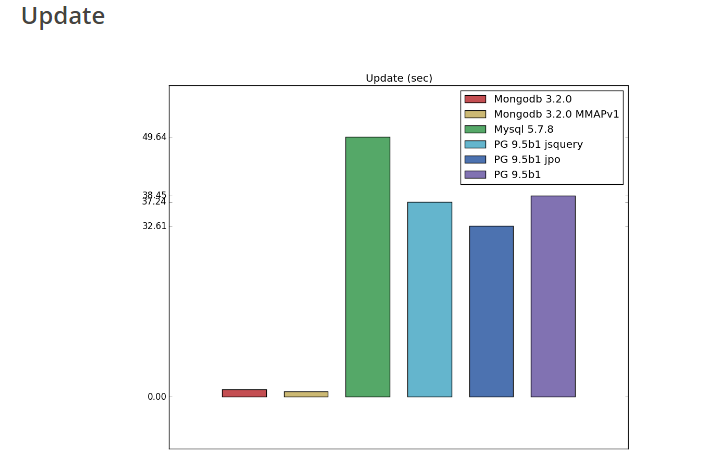 Update
Update (sec)
Mongodb 3.2.0
Mongodb 3.2.0 MMAPv1
Mysql 5.7.8
PG 9.5b1 jsquery
PG 9.5b1 jpo
PG 9.5b1
49.64
38.45
37.24
32.61
0.00